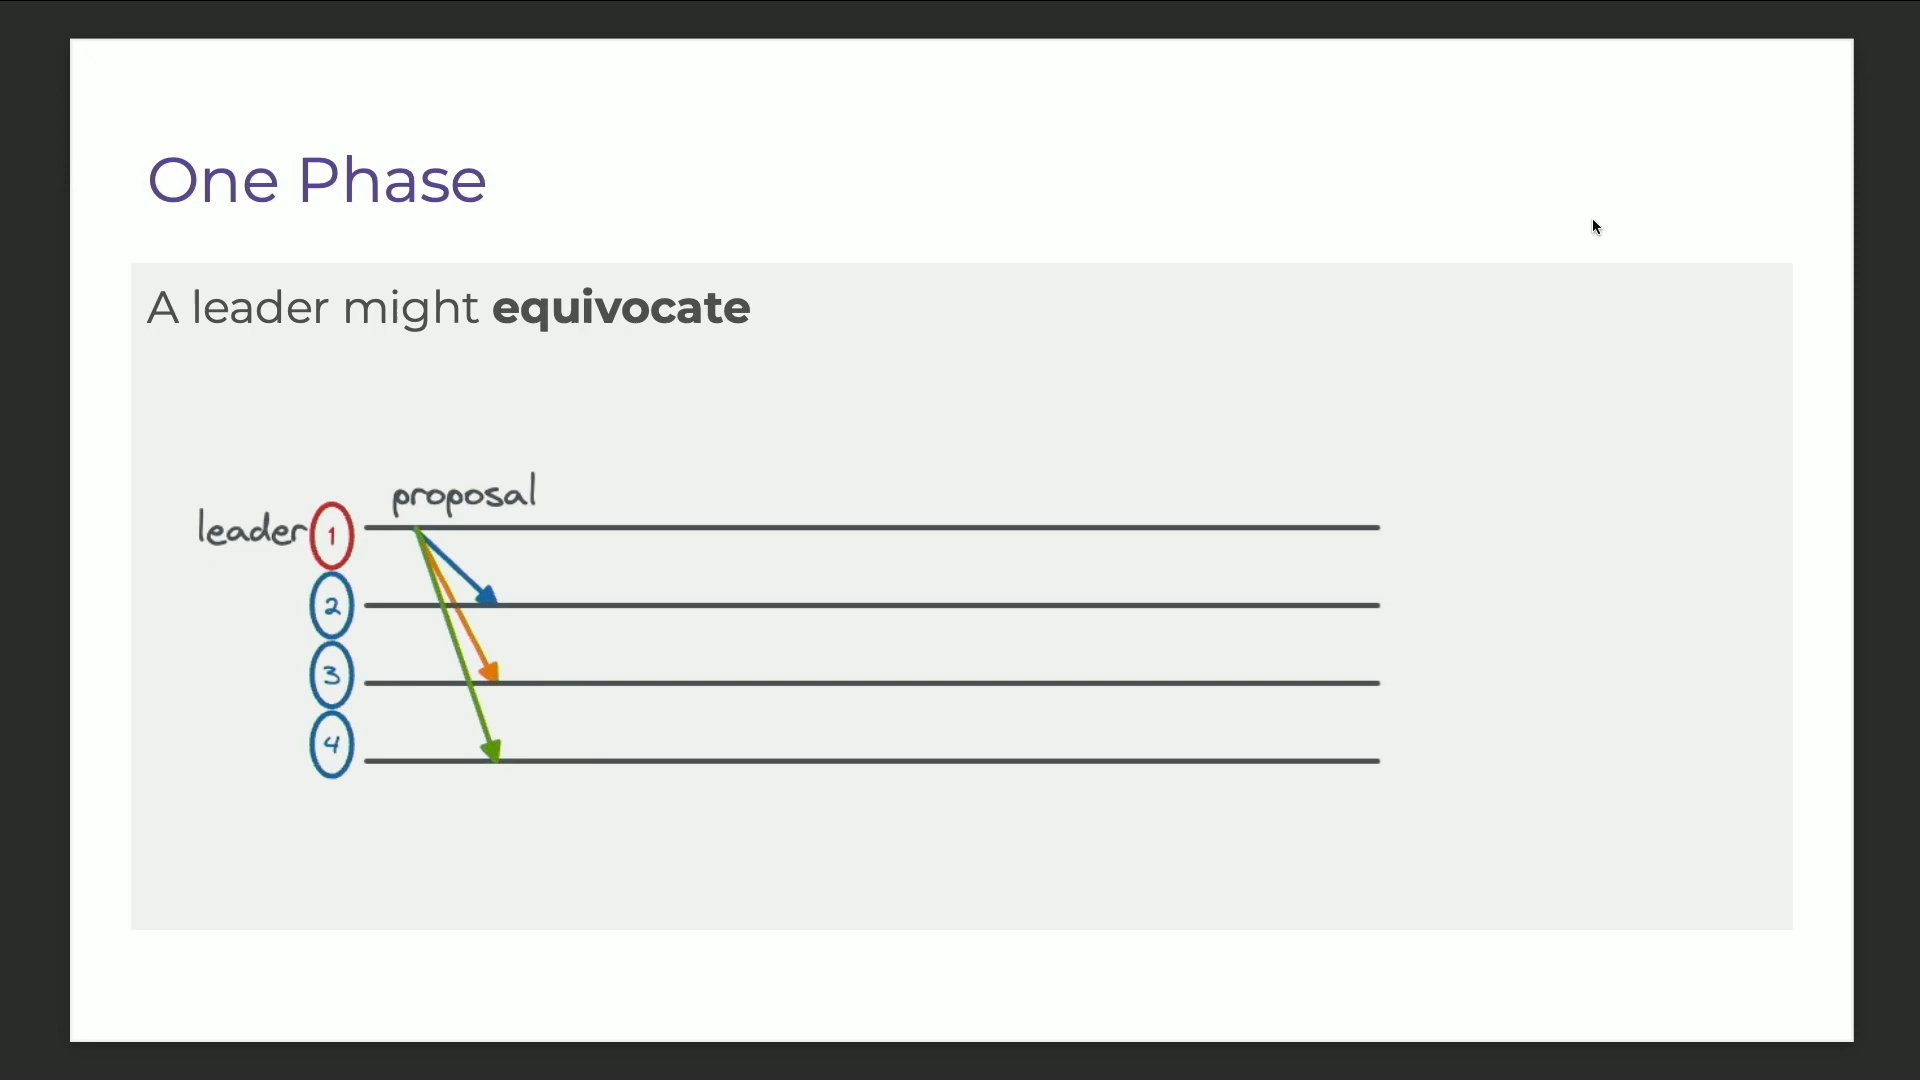 One Phase
A leader might equivocate
proposal
leader 1
2
3
4